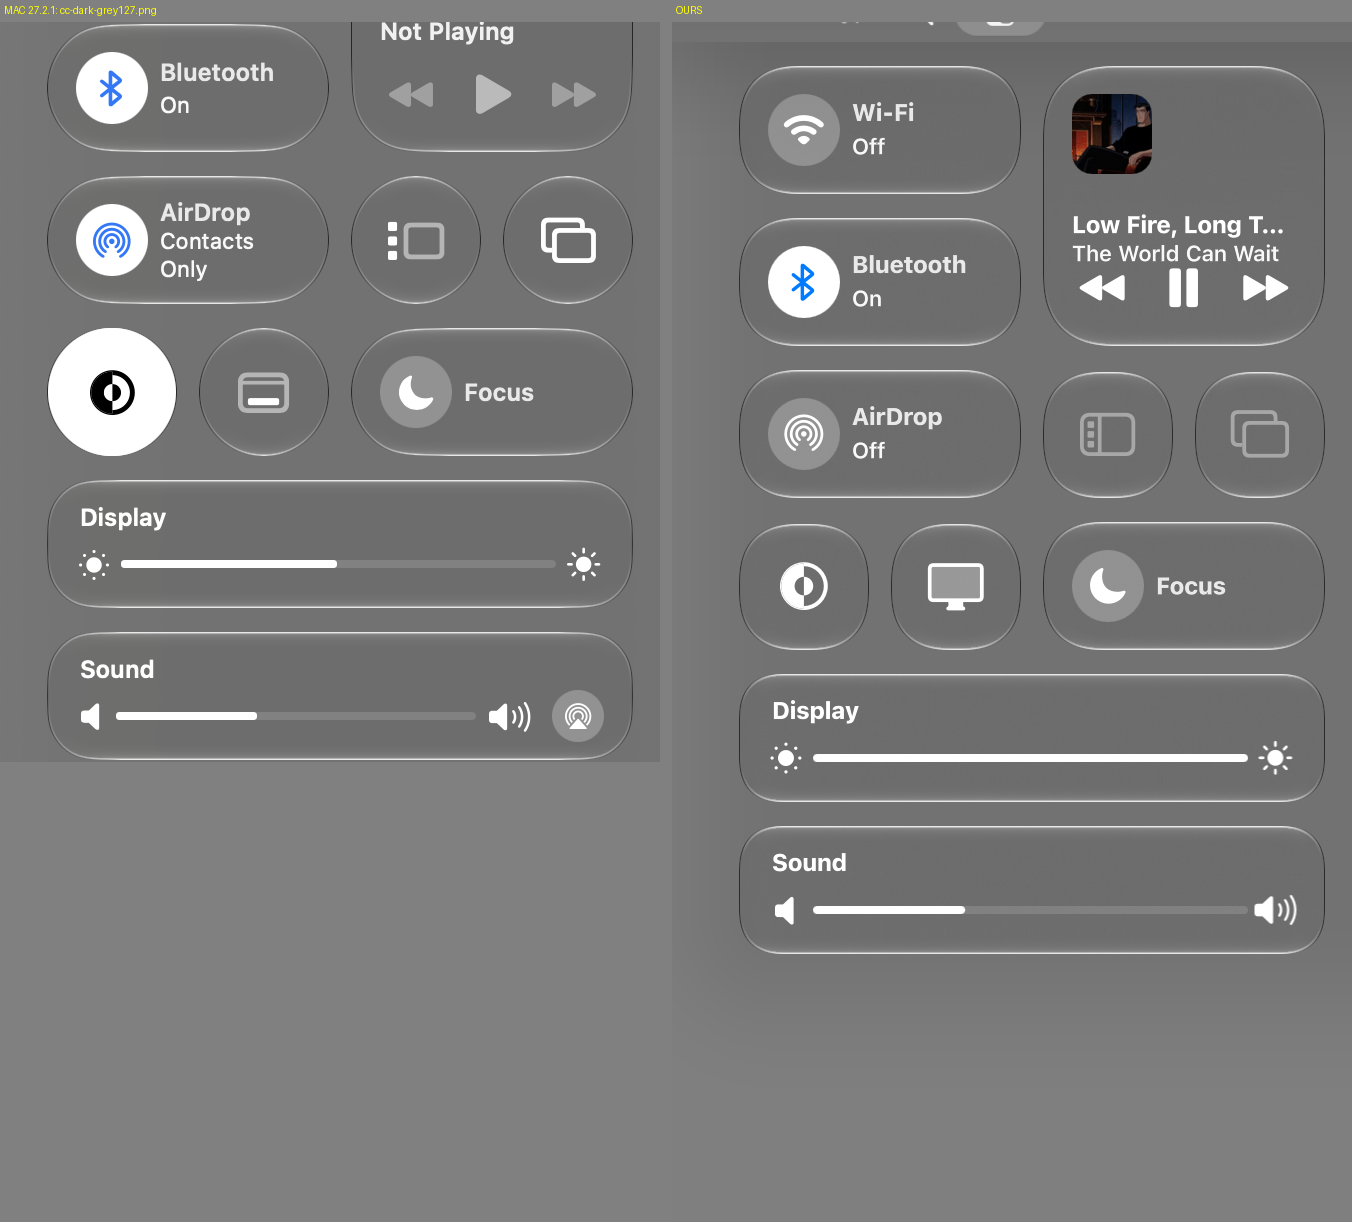 MAC 27.2.1: cc-dark-grey127.png
Bluetooth
On
Not Playing
AirDrop
Contacts
Only
Focus
Display
Sound
OURS
Wi-Fi
Off
Low Fire, Long T...
The World Can Wait
Bluetooth
On
AirDrop
Off
Focus
Display
Sound